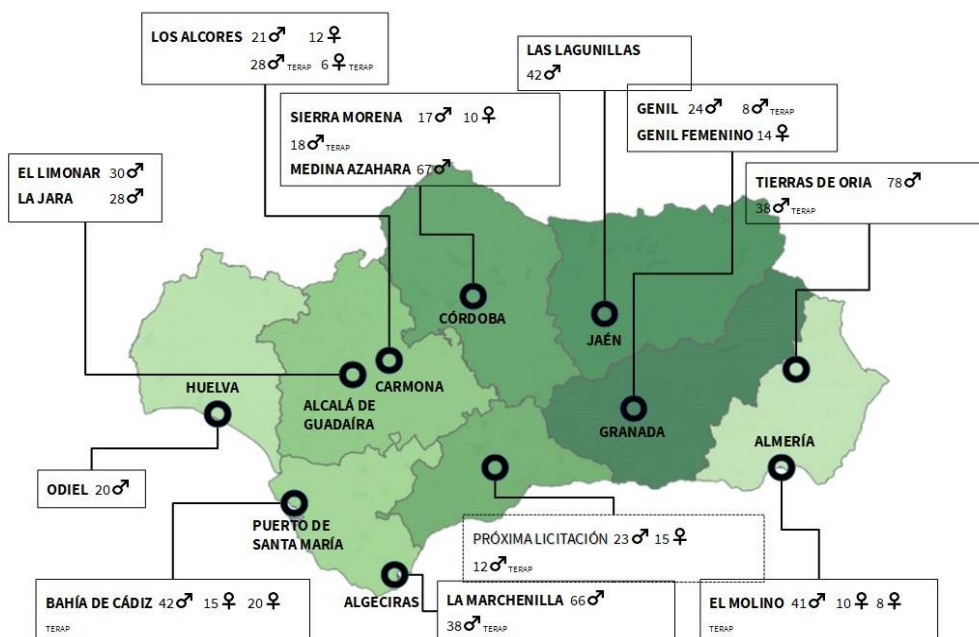 LOS ALCORES 21♂ 12♀
28♂ TERAP 6♀ TERAP
LAS LAGUNILLAS
42♂
SIERRA MORENA 17♂ 10♀
18♂ TERAP
MEDINA AZAHARA 67♂
GENIL 24♂ 8♂ TERAP
GENIL FEMENINO 14♀
EL LIMONAR 30♂
LA JARA 28♂
TIERRAS DE ORIA 78♂
38♂ TERAP
CÓRDOBA
JAÉN
CARMONA
HUELVA
ALCALÁ DE
GUADAÍRA
GRANADA
ALMERÍA
ODIEL 20♂
PUERTO DE
SANTA MARÍA
PRÓXIMA LICITACIÓN 23♂ 15♀
12♂ TERAP
BAHÍA DE CÁDIZ 42♂ 15♀ 20♀
TERAP
ALGECIRAS
LA MARCHENILLA 66♂
38♂ TERAP
EL MOLINO 41♂ 10♀ 8♀
TERAP